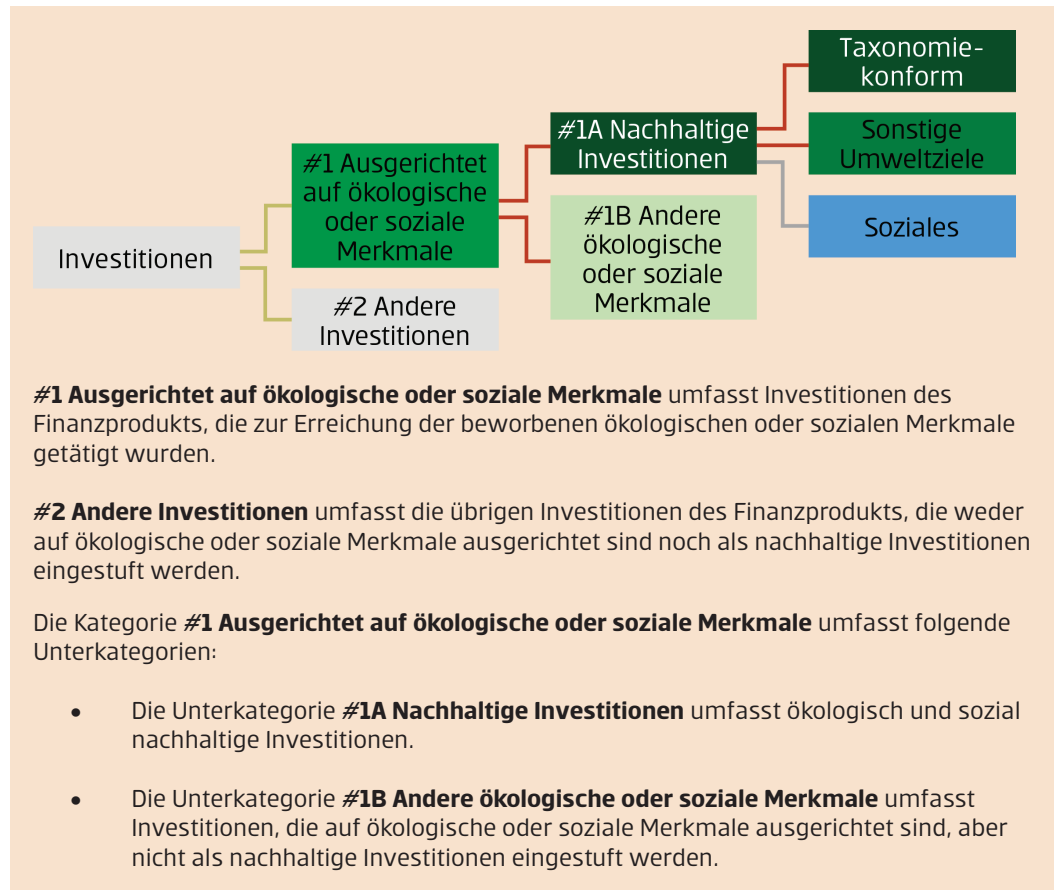 Taxonomie-
konform
#1A Nachhaltige
Investitionen
Sonstige
Umweltziele
#1 Ausgerichtet
auf ökologische
oder soziale
Merkmale
#1B Andere
ökologische
oder soziale
Merkmale
Soziales
Investitionen
#2 Andere
Investitionen
#1 Ausgerichtet auf ökologische oder soziale Merkmale umfasst Investitionen des
Finanzprodukts, die zur Erreichung der beworbenen ökologischen oder sozialen Merkmale
getätigt wurden.
#2 Andere Investitionen umfasst die übrigen Investitionen des Finanzprodukts, die weder
auf ökologische oder soziale Merkmale ausgerichtet sind noch als nachhaltige Investitionen
eingestuft werden.
Die Kategorie #1 Ausgerichtet auf ökologische oder soziale Merkmale umfasst folgende
Unterkategorien:
• Die Unterkategorie #1A Nachhaltige Investitionen umfasst ökologisch und sozial
nachhaltige Investitionen.
• Die Unterkategorie #1B Andere ökologische oder soziale Merkmale umfasst
Investitionen, die auf ökologische oder soziale Merkmale ausgerichtet sind, aber
nicht als nachhaltige Investitionen eingestuft werden.